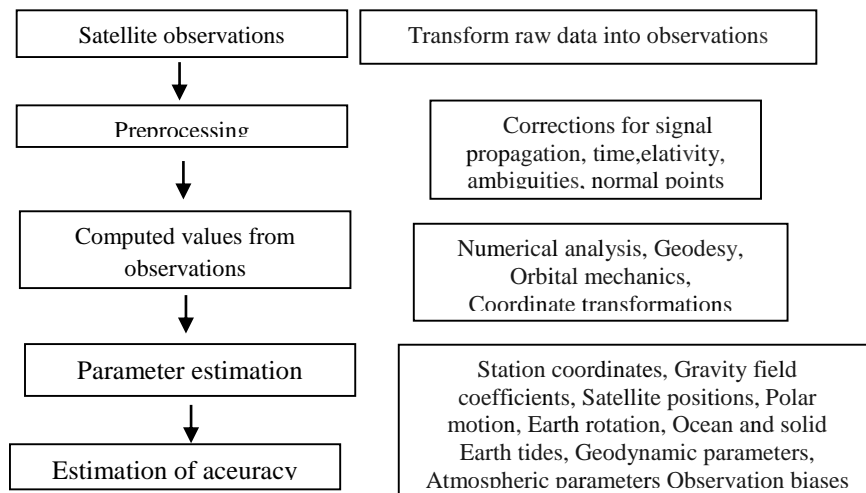 Satellite observations
Transform raw data into observations
Preprocessing
Corrections for signal
propagation, time,elativity,
ambiguities, normal points
Computed values from
observations
Numerical analysis, Geodesy,
Orbital mechanics,
Coordinate transformations
Parameter estimation
Station coordinates, Gravity field
coefficients, Satellite positions, Polar
motion, Earth rotation, Ocean and solid
Earth tides, Geodynamic parameters,
Atmospheric parameters Observation biases
Estimation of aceuracy